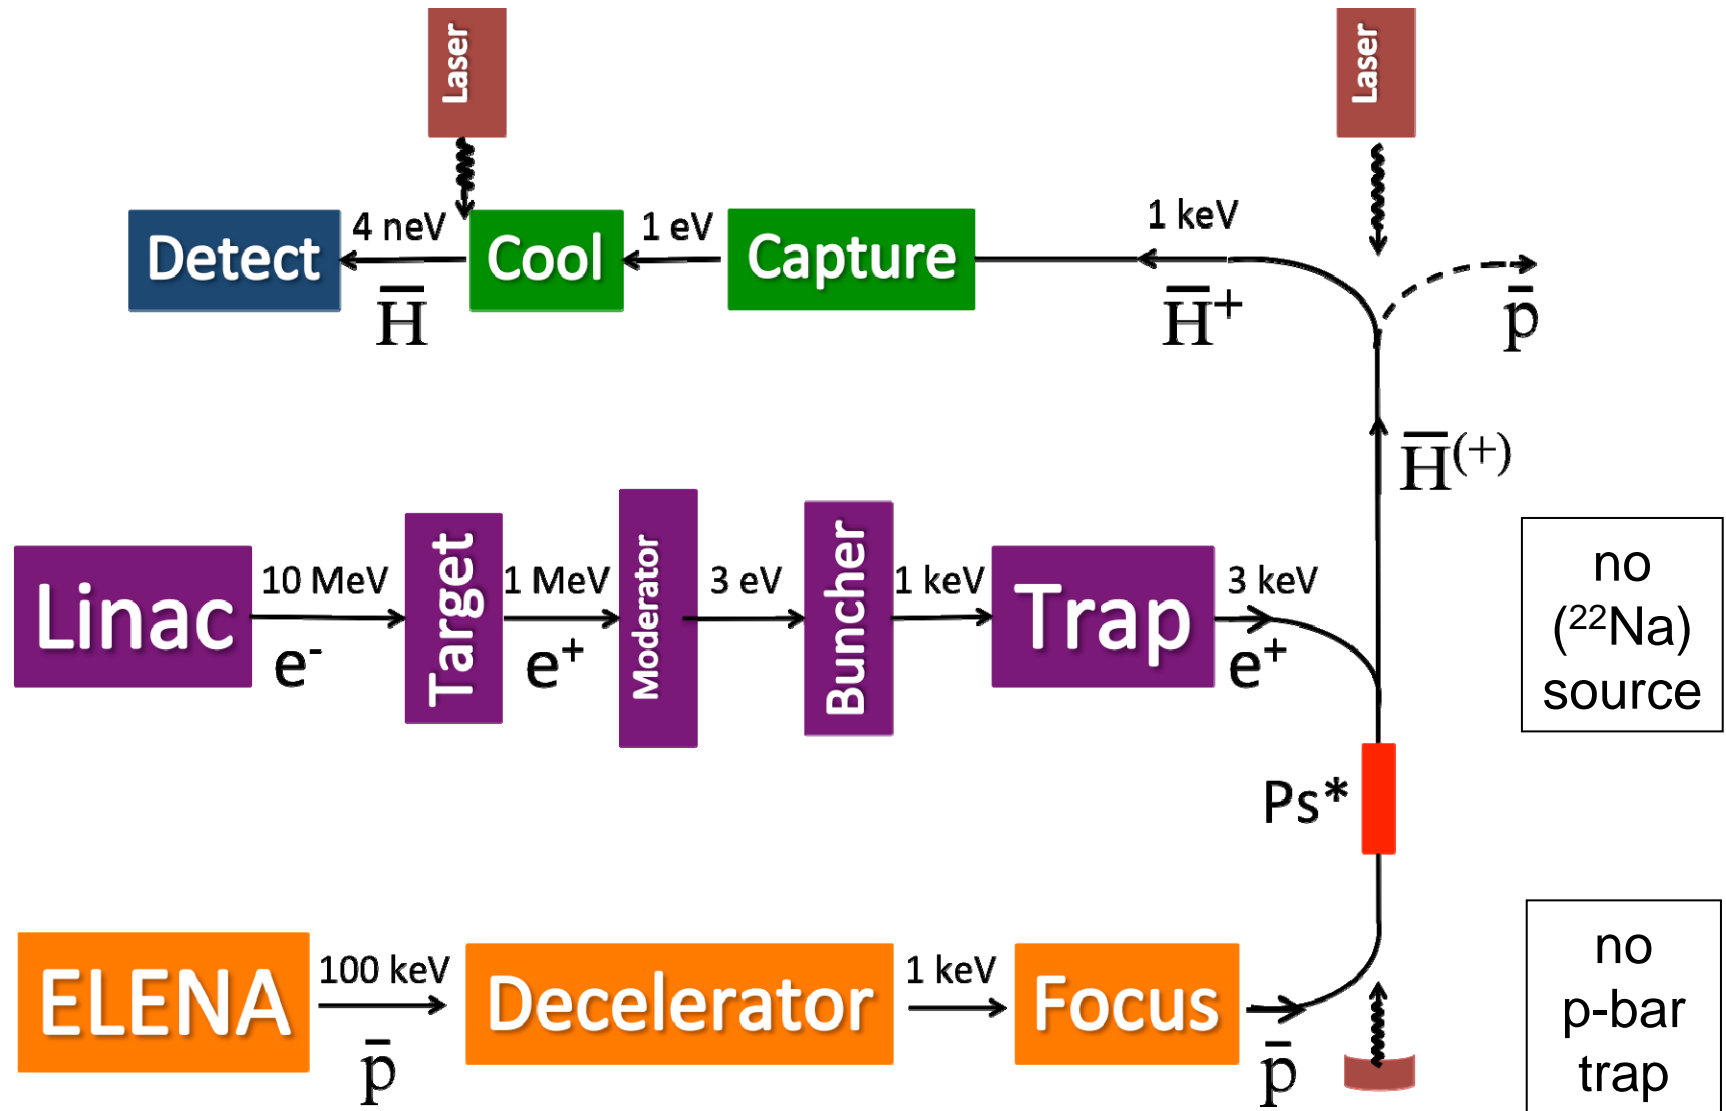 Laser
Laser
Detect
4 neV
H̅
Cool
1 eV
Capture
1 keV
H̅⁺
p̄
H̅⁽⁺⁾
Linac
10 MeV
e⁻
Target
1 MeV
e⁺
Moderator
3 eV
Buncher
1 keV
Trap
3 keV
e⁺
no
(²²Na)
source
Ps*
ELENA
100 keV
p̄
Decelerator
1 keV
Focus
p̄
no
p-bar
trap